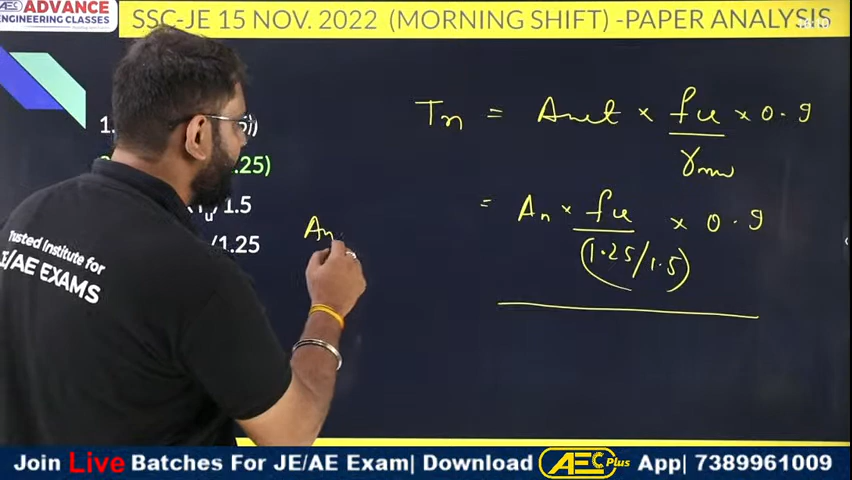 ADVANCE
ENGINEERING CLASSES
SSC-JE 15 NOV. 2022 (MORNING SHIFT) -PAPER ANALYSIS
Tn = Anet × fu/γmw × 0.9
= An × fu/(1.25/1.5) × 0.9
.25)
/1.5
/1.25
An
Trusted Institute for
/AE EXAMS
Join Live Batches For JE/AE Exam| Download AEC Plus App| 7389961009